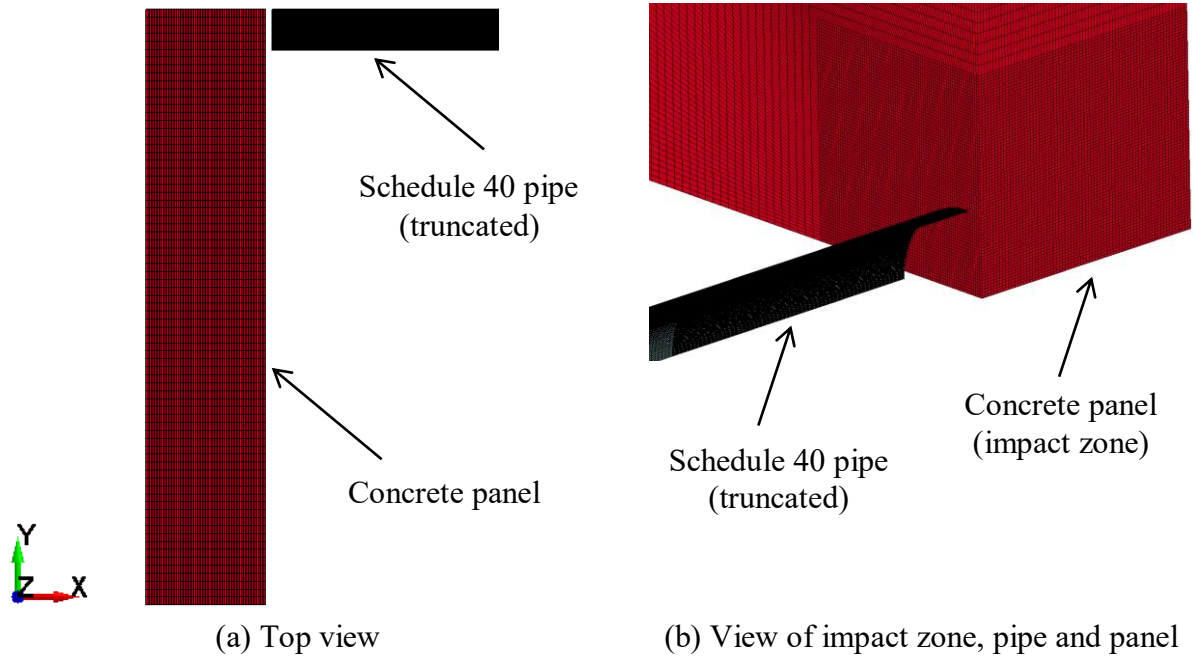 Schedule 40 pipe
(truncated)
Concrete panel
Y
Z
X
(a) Top view
Concrete panel
(impact zone)
Schedule 40 pipe
(truncated)
(b) View of impact zone, pipe and panel